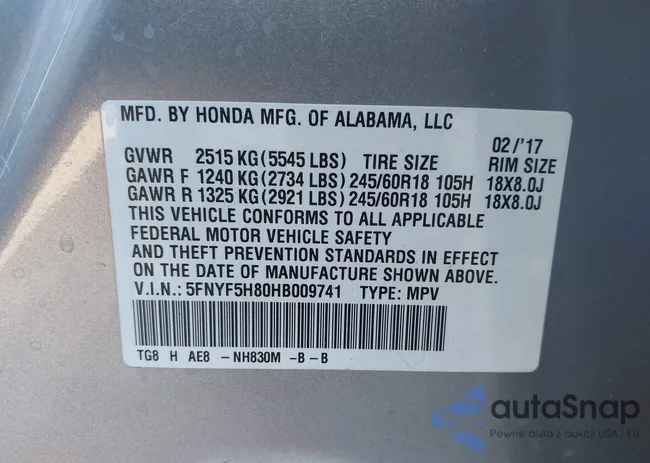 MFD. BY HONDA MFG. OF ALABAMA, LLC
02/'17
GVWR 2515 KG (5545 LBS) TIRE SIZE RIM SIZE
GAWR F 1240 KG (2734 LBS) 245/60R18 105H 18X8.0J
GAWR R 1325 KG (2921 LBS) 245/60R18 105H 18X8.0J
THIS VEHICLE CONFORMS TO ALL APPLICABLE
FEDERAL MOTOR VEHICLE SAFETY
AND THEFT PREVENTION STANDARDS IN EFFECT
ON THE DATE OF MANUFACTURE SHOWN ABOVE.
V.I.N.: 5FNYF5H80HB009741 TYPE: MPV
TG8 H AE8 - NH830M -B - B
autoSnap
Pewne auto z aukcji USA, EU